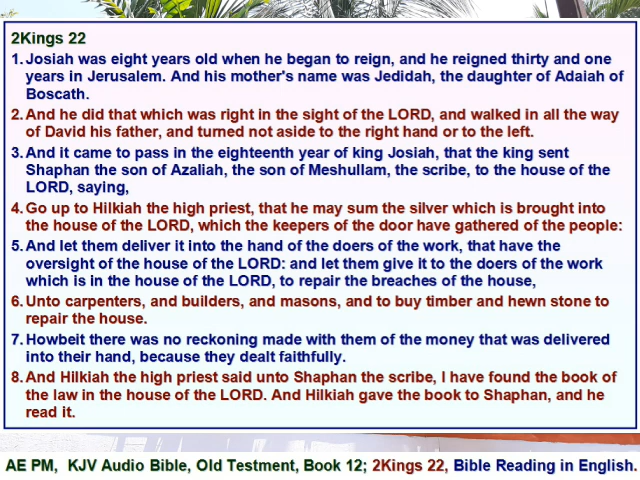 2Kings 22
1. Josiah was eight years old when he began to reign, and he reigned thirty and one
years in Jerusalem. And his mother's name was Jedidah, the daughter of Adaiah of
Boscath.
2. And he did that which was right in the sight of the LORD, and walked in all the way
of David his father, and turned not aside to the right hand or to the left.
3. And it came to pass in the eighteenth year of king Josiah, that the king sent
Shaphan the son of Azaliah, the son of Meshullam, the scribe, to the house of the
LORD, saying,
4. Go up to Hilkiah the high priest, that he may sum the silver which is brought into
the house of the LORD, which the keepers of the door have gathered of the people:
5. And let them deliver it into the hand of the doers of the work, that have the
oversight of the house of the LORD: and let them give it to the doers of the work
which is in the house of the LORD, to repair the breaches of the house,
6. Unto carpenters, and builders, and masons, and to buy timber and hewn stone to
repair the house.
7. Howbeit there was no reckoning made with them of the money that was delivered
into their hand, because they dealt faithfully.
8. And Hilkiah the high priest said unto Shaphan the scribe, I have found the book of
the law in the house of the LORD. And Hilkiah gave the book to Shaphan, and he
read it.
AE PM, KJV Audio Bible, Old Testment, Book 12; 2Kings 22, Bible Reading in English.